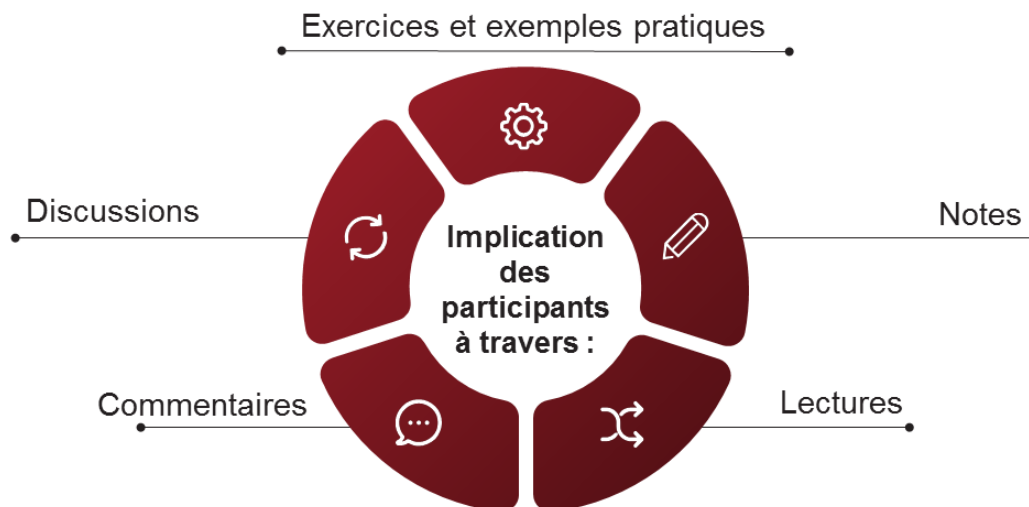 Exercices et exemples pratiques
Discussions
Notes
Implication
des
participants
à travers :
Commentaires
Lectures